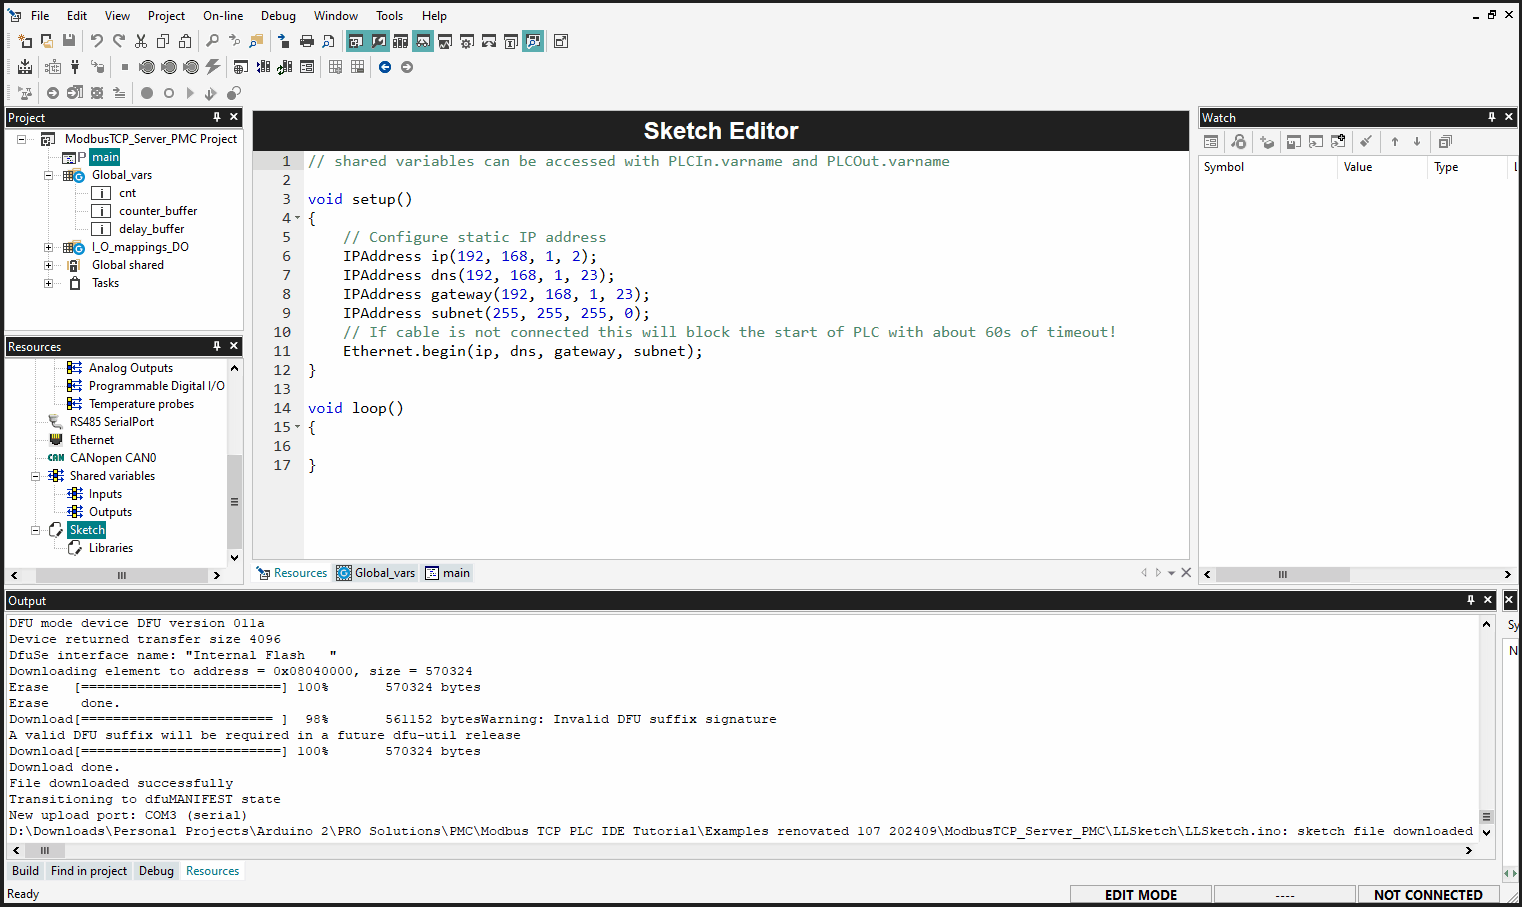 File Edit View Project On-line Debug Window Tools Help
Project
ModbusTCP_Server_PMC Project
P main
Global_vars
cnt
counter_buffer
delay_buffer
I_O_mappings_DO
Global shared
Tasks
Resources
Analog Outputs
Programmable Digital I/O
Temperature probes
RS485 SerialPort
Ethernet
CAN CANopen CAN0
Shared variables
Inputs
Outputs
Sketch
Libraries
Sketch Editor
1 // shared variables can be accessed with PLCIn.varname and PLCOut.varname
2
3 void setup()
4 {
5 // Configure static IP address
6 IPAddress ip(192, 168, 1, 2);
7 IPAddress dns(192, 168, 1, 23);
8 IPAddress gateway(192, 168, 1, 23);
9 IPAddress subnet(255, 255, 255, 0);
10 // If cable is not connected this will block the start of PLC with about 60s of timeout!
11 Ethernet.begin(ip, dns, gateway, subnet);
12 }
13
14 void loop()
15 {
16
17 }
Resources Global_vars main
Watch
Symbol Value Type
Output
DFU mode device DFU version 011a
Device returned transfer size 4096
DfuSe interface name: "Internal Flash   "
Downloading element to address = 0x08040000, size = 570324
Erase   [=========================] 100%       570324 bytes
Erase    done.
Download[======================== ]  98%       561152 bytesWarning: Invalid DFU suffix signature
A valid DFU suffix will be required in a future dfu-util release
Download[=========================] 100%       570324 bytes
Download done.
File downloaded successfully
Transitioning to dfuMANIFEST state
New upload port: COM3 (serial)
D:\Downloads\Personal Projects\Arduino 2\PRO Solutions\PMC\Modbus TCP PLC IDE Tutorial\Examples renovated 107 202409\ModbusTCP_Server_PMC\LLSketch\LLSketch.ino: sketch file downloaded
Sy
N
Build Find in project Debug Resources
Ready
EDIT MODE ---- NOT CONNECTED